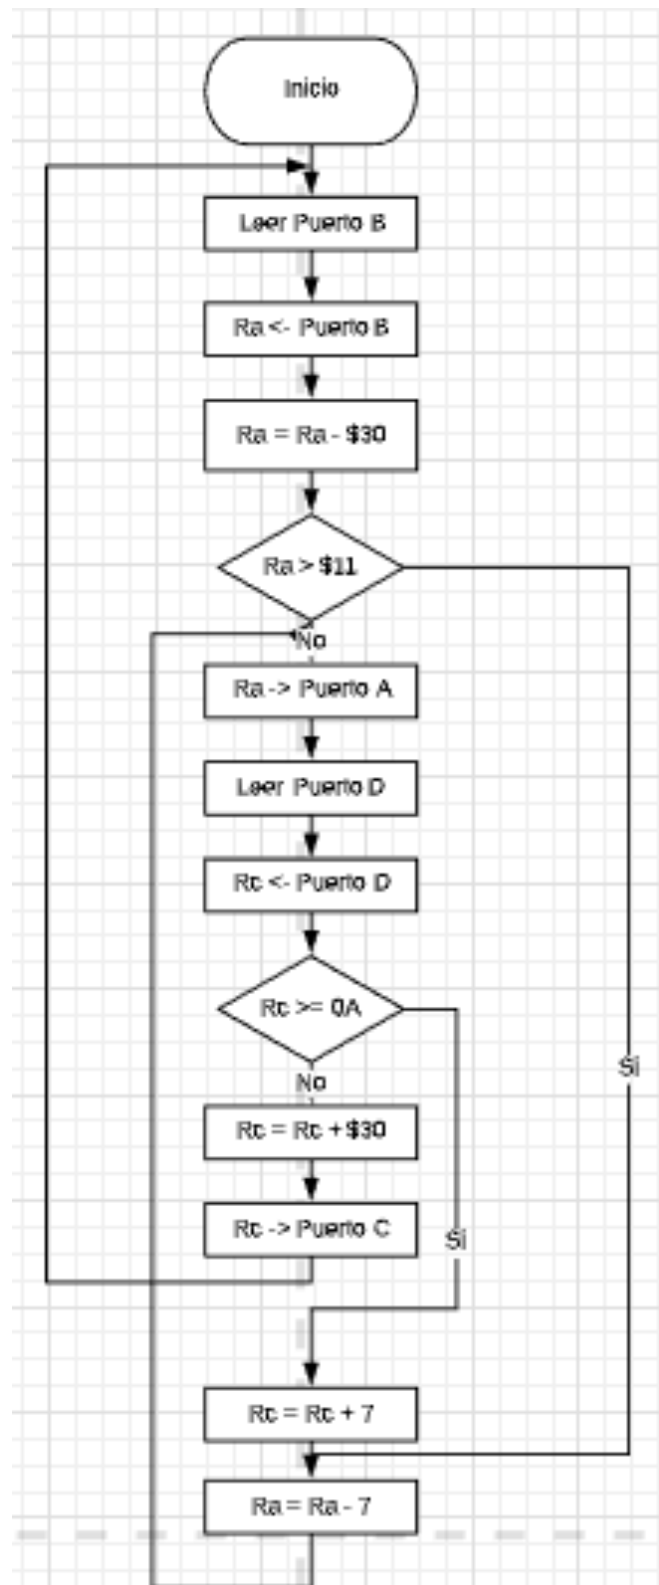 Inicio
Leer Puerto B
Ra <- Puerto B
Ra = Ra - $30
Ra > $11
No
Ra -> Puerto A
Leer Puerto D
Rc <- Puerto D
Rc >= 0A
Si
No
Rc = Rc + $30
Rc -> Puerto C
Si
Rc = Rc + 7
Ra = Ra - 7